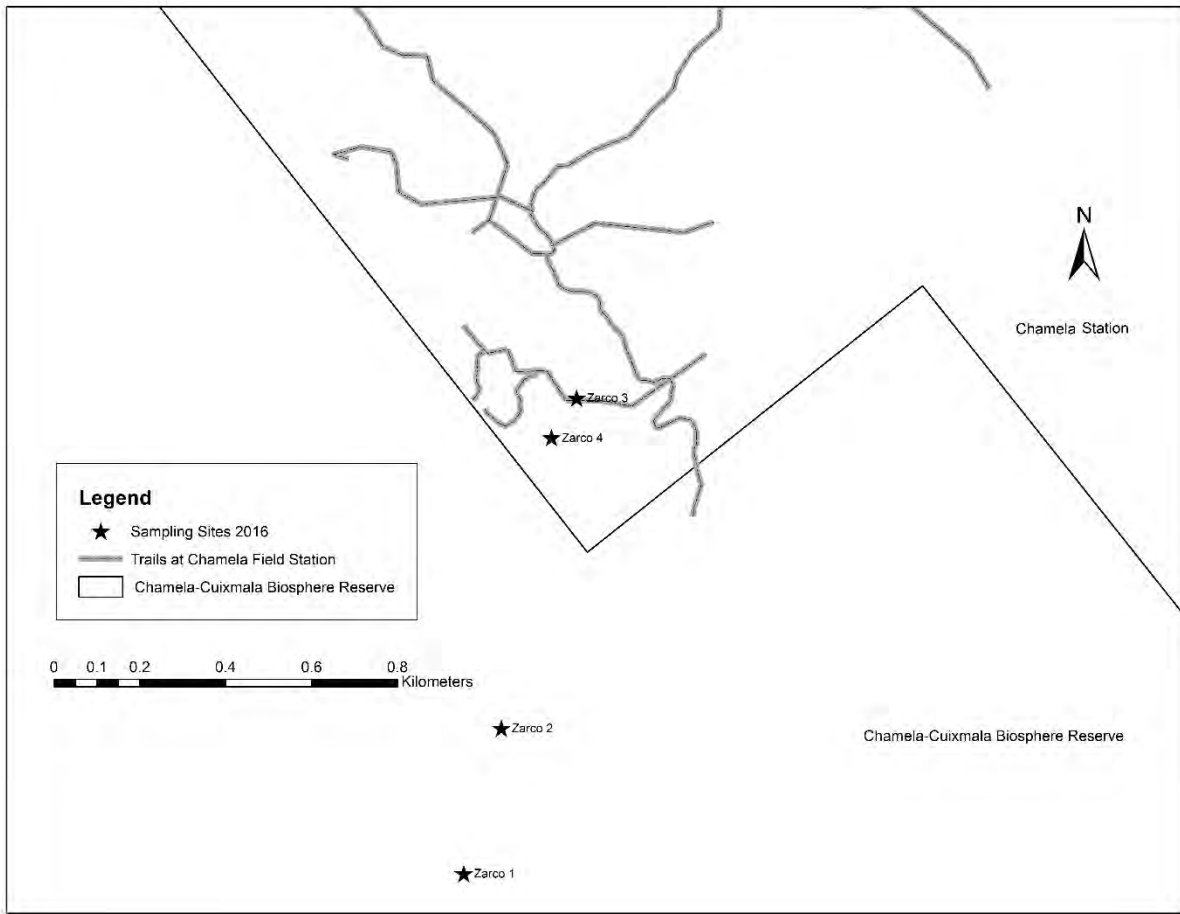 N
Chamela Station
Zarco 3
Zarco 4
Legend
Sampling Sites 2016
Trails at Chamela Field Station
Chamela-Cuixmala Biosphere Reserve
0 0.1 0.2 0.4 0.6 0.8
Kilometers
Zarco 2
Chamela-Cuixmala Biosphere Reserve
Zarco 1